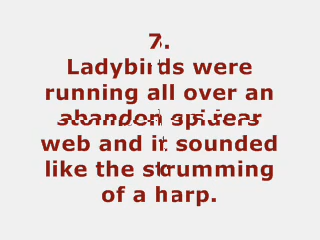 7.
Ladybirds were
running all over an
abandon spiders
web and it sounded
like the strumming
of a harp.